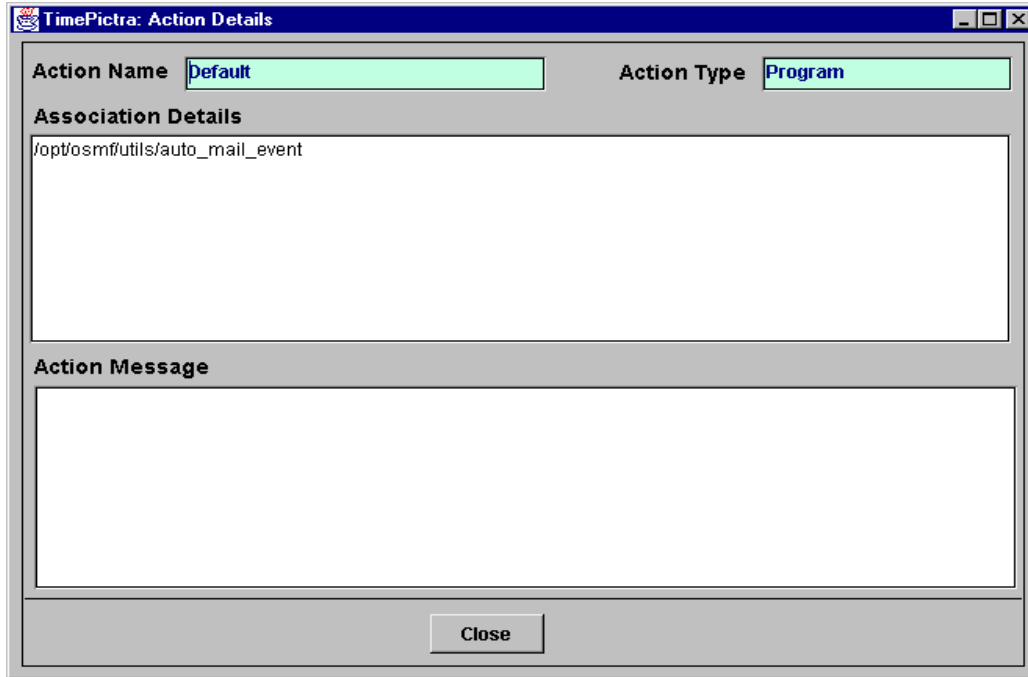 TimePictra: Action Details
Action Name Default Action Type Program
Association Details
/opt/osmf/utils/auto_mail_event
Action Message
Close